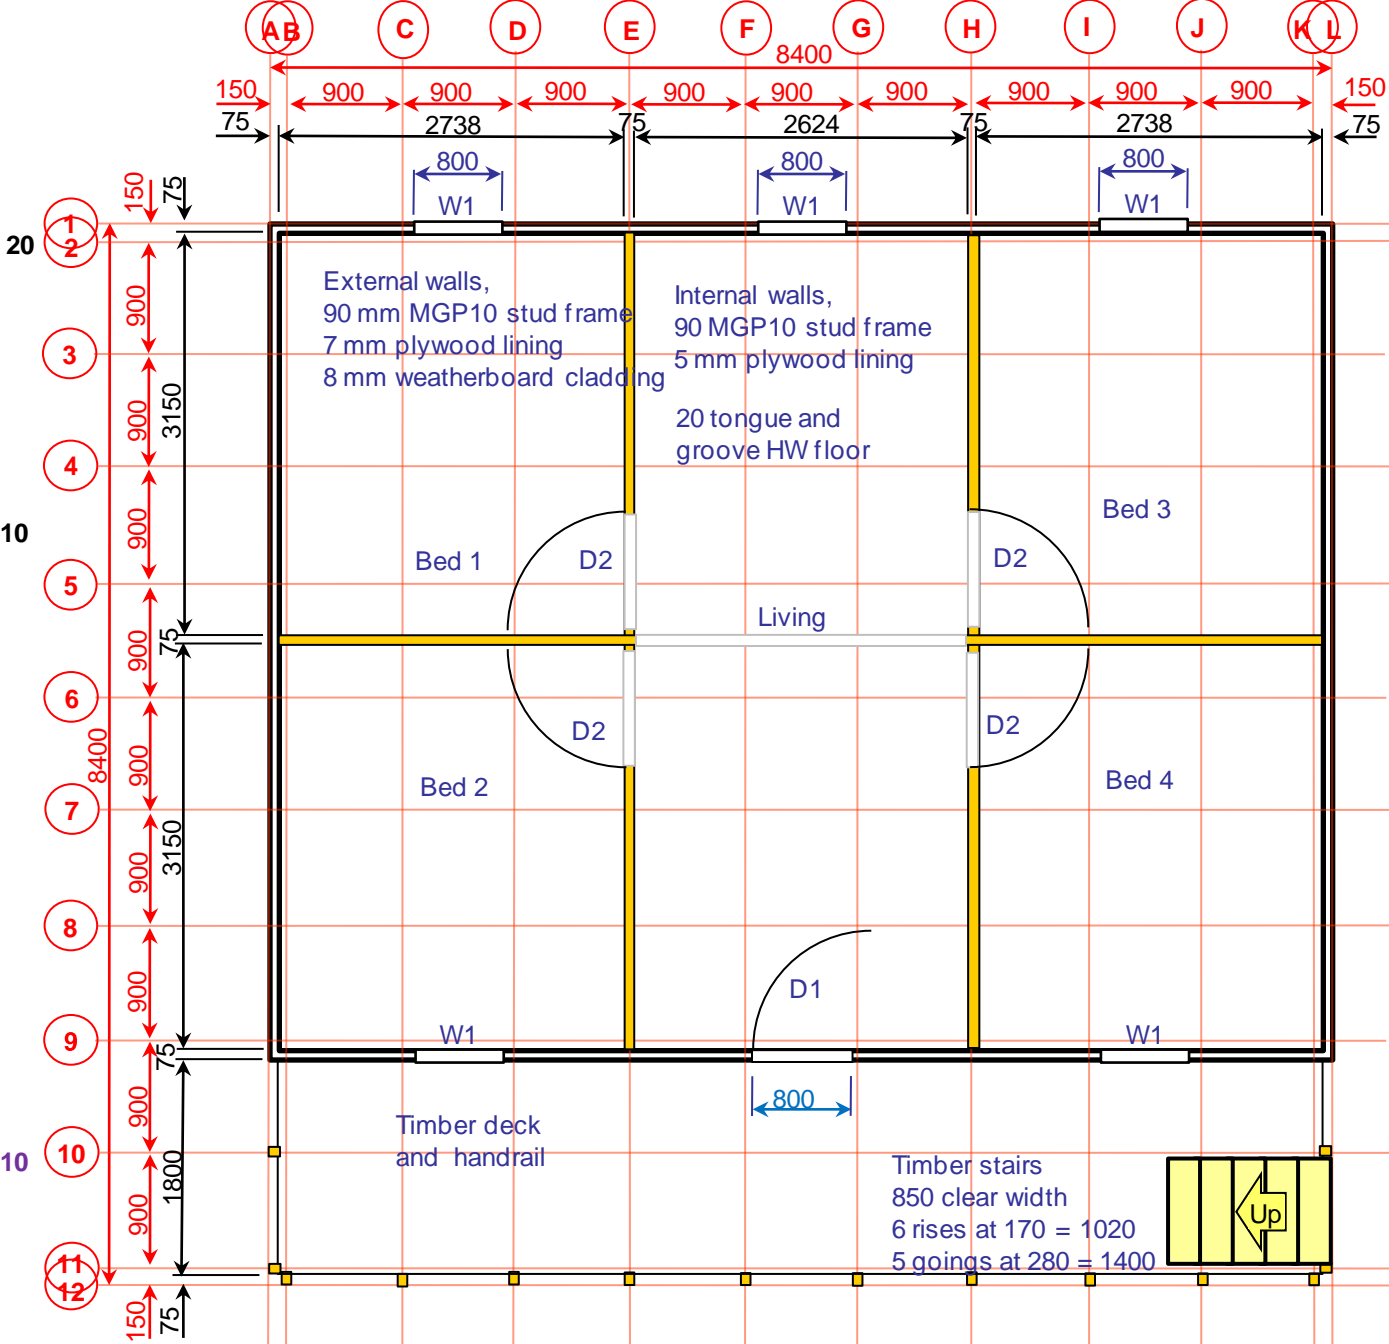 A B C D E F G H I J K L
8400
150 900 900 900 900 900 900 900 900 900 150
75 2738 75 2624 75 2738 75
800 800 800
W1 W1 W1
150 75
1
2
20
External walls,
90 mm MGP10 stud frame
7 mm plywood lining
8 mm weatherboard cladding
Internal walls,
90 MGP10 stud frame
5 mm plywood lining
20 tongue and
groove HW floor
900
3
900
3150
4
Bed 3
10
900
Bed 1 D2 D2
5
Living
75
900
6
D2 D2
8400
900
Bed 2 Bed 4
7
900
3150
8
900
D1
9
W1 W1
75
800
900
Timber deck
and handrail
10
10
1800
Timber stairs
850 clear width
6 rises at 170 = 1020
5 goings at 280 = 1400
Up
900
11
12
150 75